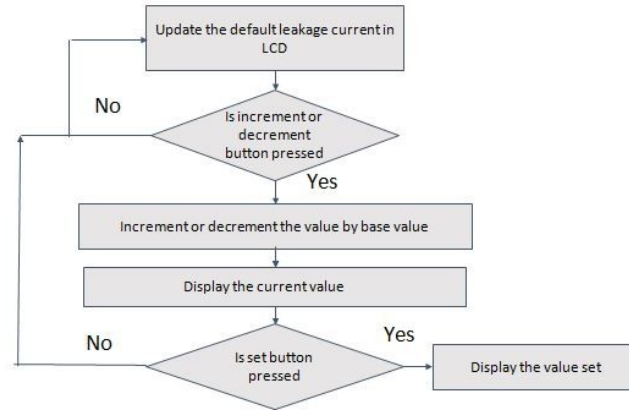 Update the default leakage current in
LCD
No
Is increment or
decrement
button pressed
Yes
Increment or decrement the value by base value
Display the current value
No
Yes
Is set button
pressed
Display the value set